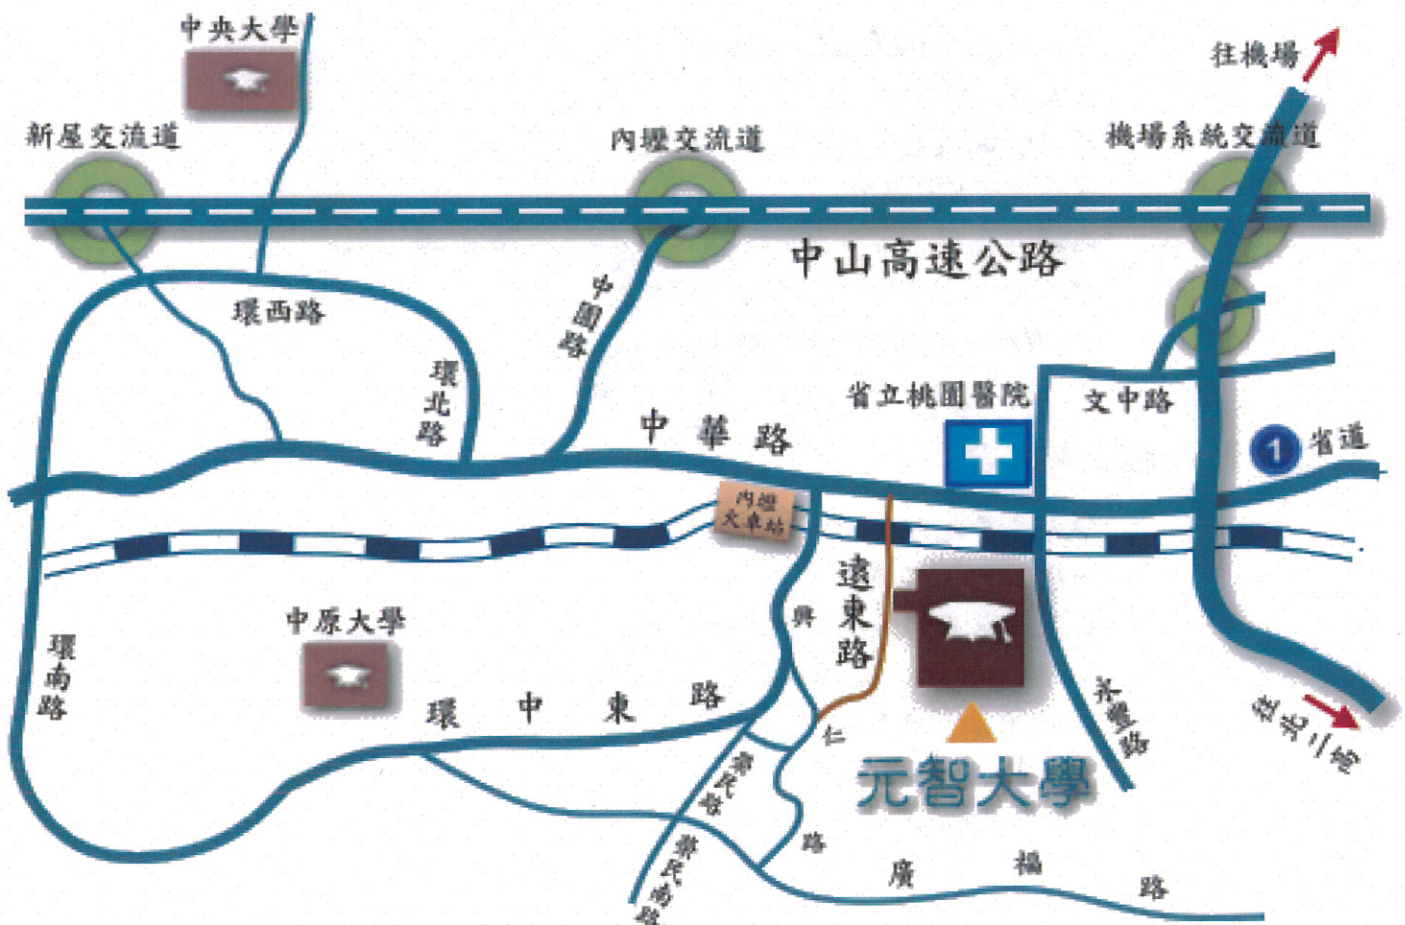 中央大學
往機場
新屋交流道
內壢交流道
機場系統交流道
中山高速公路
環西路
中園路
環北路
省立桃園醫院
文中路
中華路
1
省道
內壢
火車站
遠東路
興
仁
路
中原大學
環南路
環中東路
永豐路
往北二高
元智大學
榮民路
榮民南路
廣福路